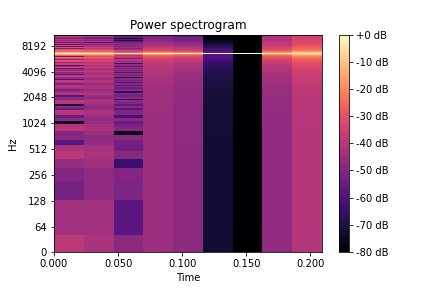 Power spectrogram
Hz
8192
4096
2048
1024
512
256
128
64
0
0.000 0.050 0.100 0.150 0.200
Time
+0 dB
-10 dB
-20 dB
-30 dB
-40 dB
-50 dB
-60 dB
-70 dB
-80 dB